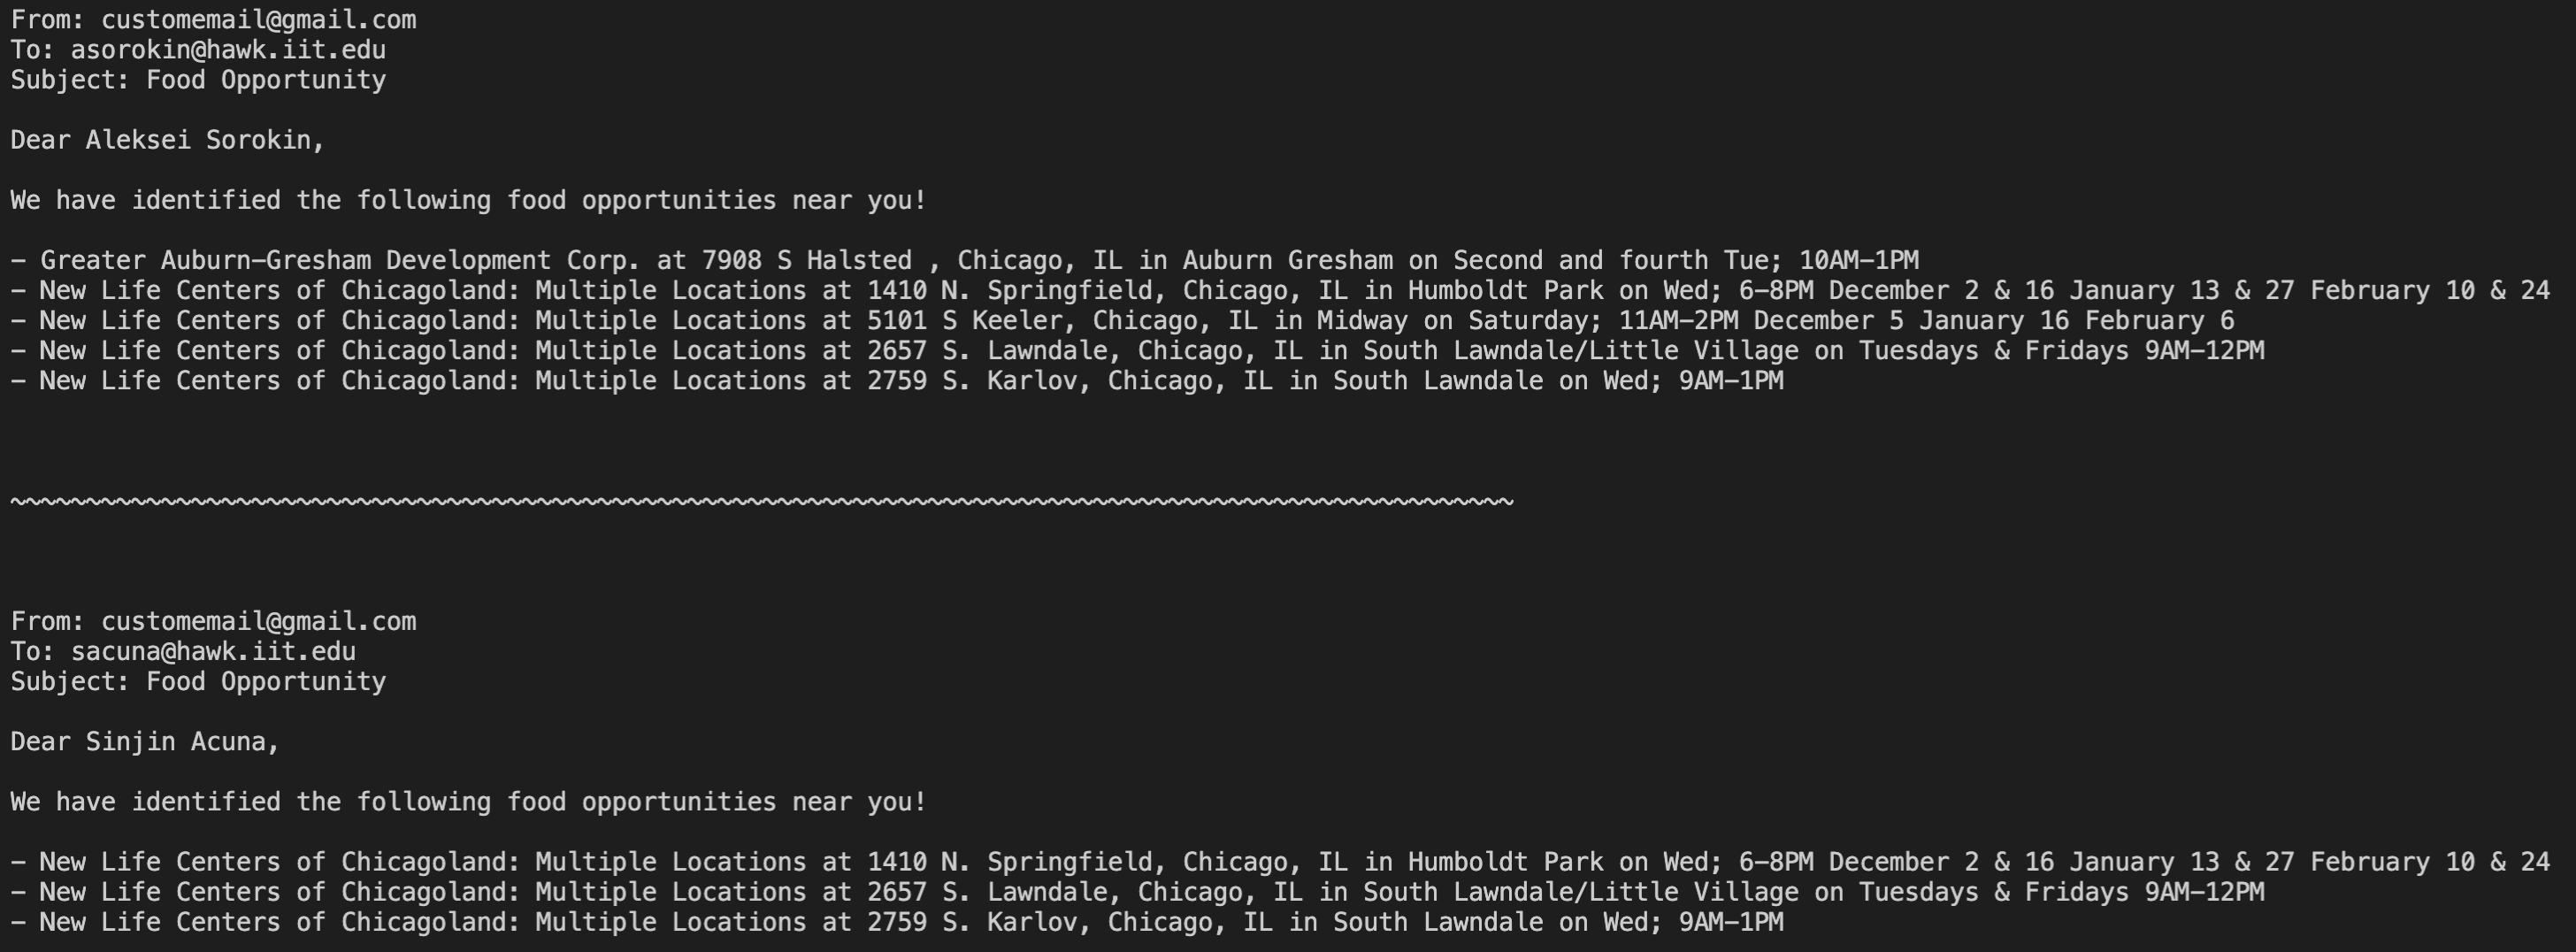 From: customemail@gmail.com
To: asorokin@hawk.iit.edu
Subject: Food Opportunity
Dear Aleksei Sorokin,
We have identified the following food opportunities near you!
– Greater Auburn–Gresham Development Corp. at 7908 S Halsted , Chicago, IL in Auburn Gresham on Second and fourth Tue; 10AM–1PM
– New Life Centers of Chicagoland: Multiple Locations at 1410 N. Springfield, Chicago, IL in Humboldt Park on Wed; 6–8PM December 2 & 16 January 13 & 27 February 10 & 24
– New Life Centers of Chicagoland: Multiple Locations at 5101 S Keeler, Chicago, IL in Midway on Saturday; 11AM–2PM December 5 January 16 February 6
– New Life Centers of Chicagoland: Multiple Locations at 2657 S. Lawndale, Chicago, IL in South Lawndale/Little Village on Tuesdays & Fridays 9AM–12PM
– New Life Centers of Chicagoland: Multiple Locations at 2759 S. Karlov, Chicago, IL in South Lawndale on Wed; 9AM–1PM
~~~~~~~~~~~~~~~~~~~~~~~~~~~~~~~~~~~~~~~~~~~~~~~~~~~~~~~~~~~~~~~~~~~~~~~~~~~~~~~~~~~~~~~~~~~~~~~~~~~~
From: customemail@gmail.com
To: sacuna@hawk.iit.edu
Subject: Food Opportunity
Dear Sinjin Acuna,
We have identified the following food opportunities near you!
– New Life Centers of Chicagoland: Multiple Locations at 1410 N. Springfield, Chicago, IL in Humboldt Park on Wed; 6–8PM December 2 & 16 January 13 & 27 February 10 & 24
– New Life Centers of Chicagoland: Multiple Locations at 2657 S. Lawndale, Chicago, IL in South Lawndale/Little Village on Tuesdays & Fridays 9AM–12PM
– New Life Centers of Chicagoland: Multiple Locations at 2759 S. Karlov, Chicago, IL in South Lawndale on Wed; 9AM–1PM